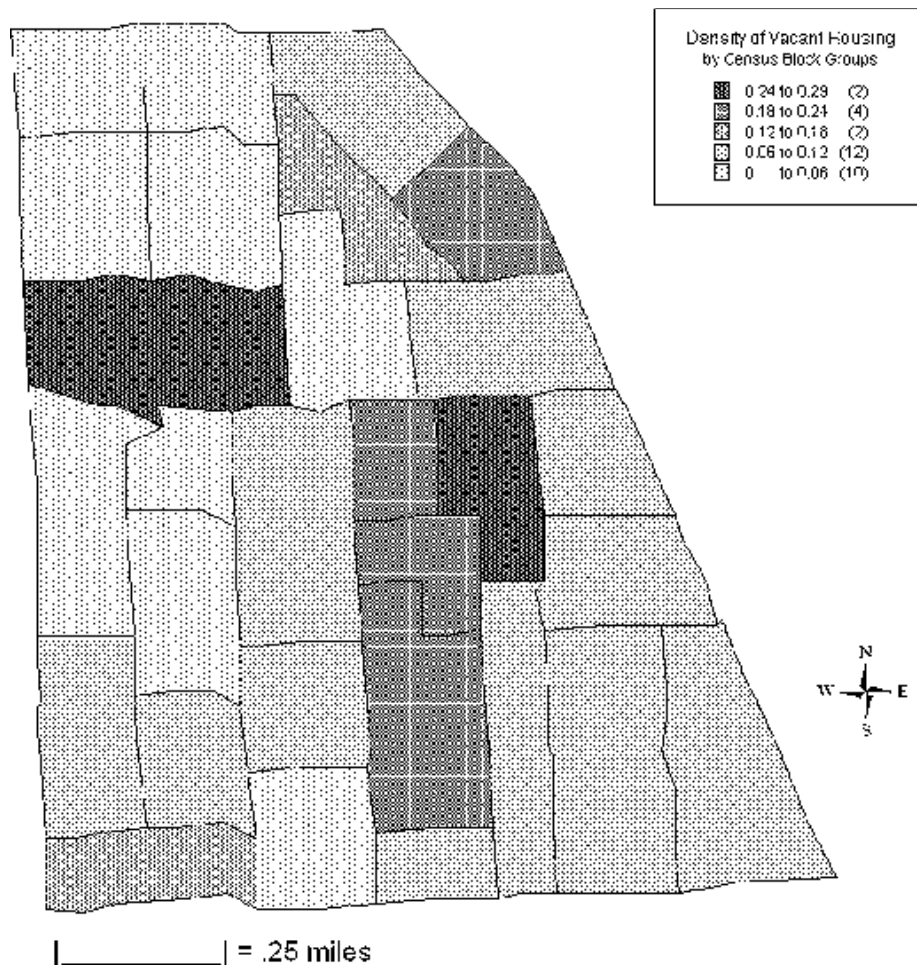 Density of Vacant Housing
by Census Block Groups
0.24 to 0.29 (2)
0.18 to 0.24 (4)
0.12 to 0.18 (2)
0.06 to 0.12 (12)
0 to 0.06 (10)
N
W E
S
= .25 miles